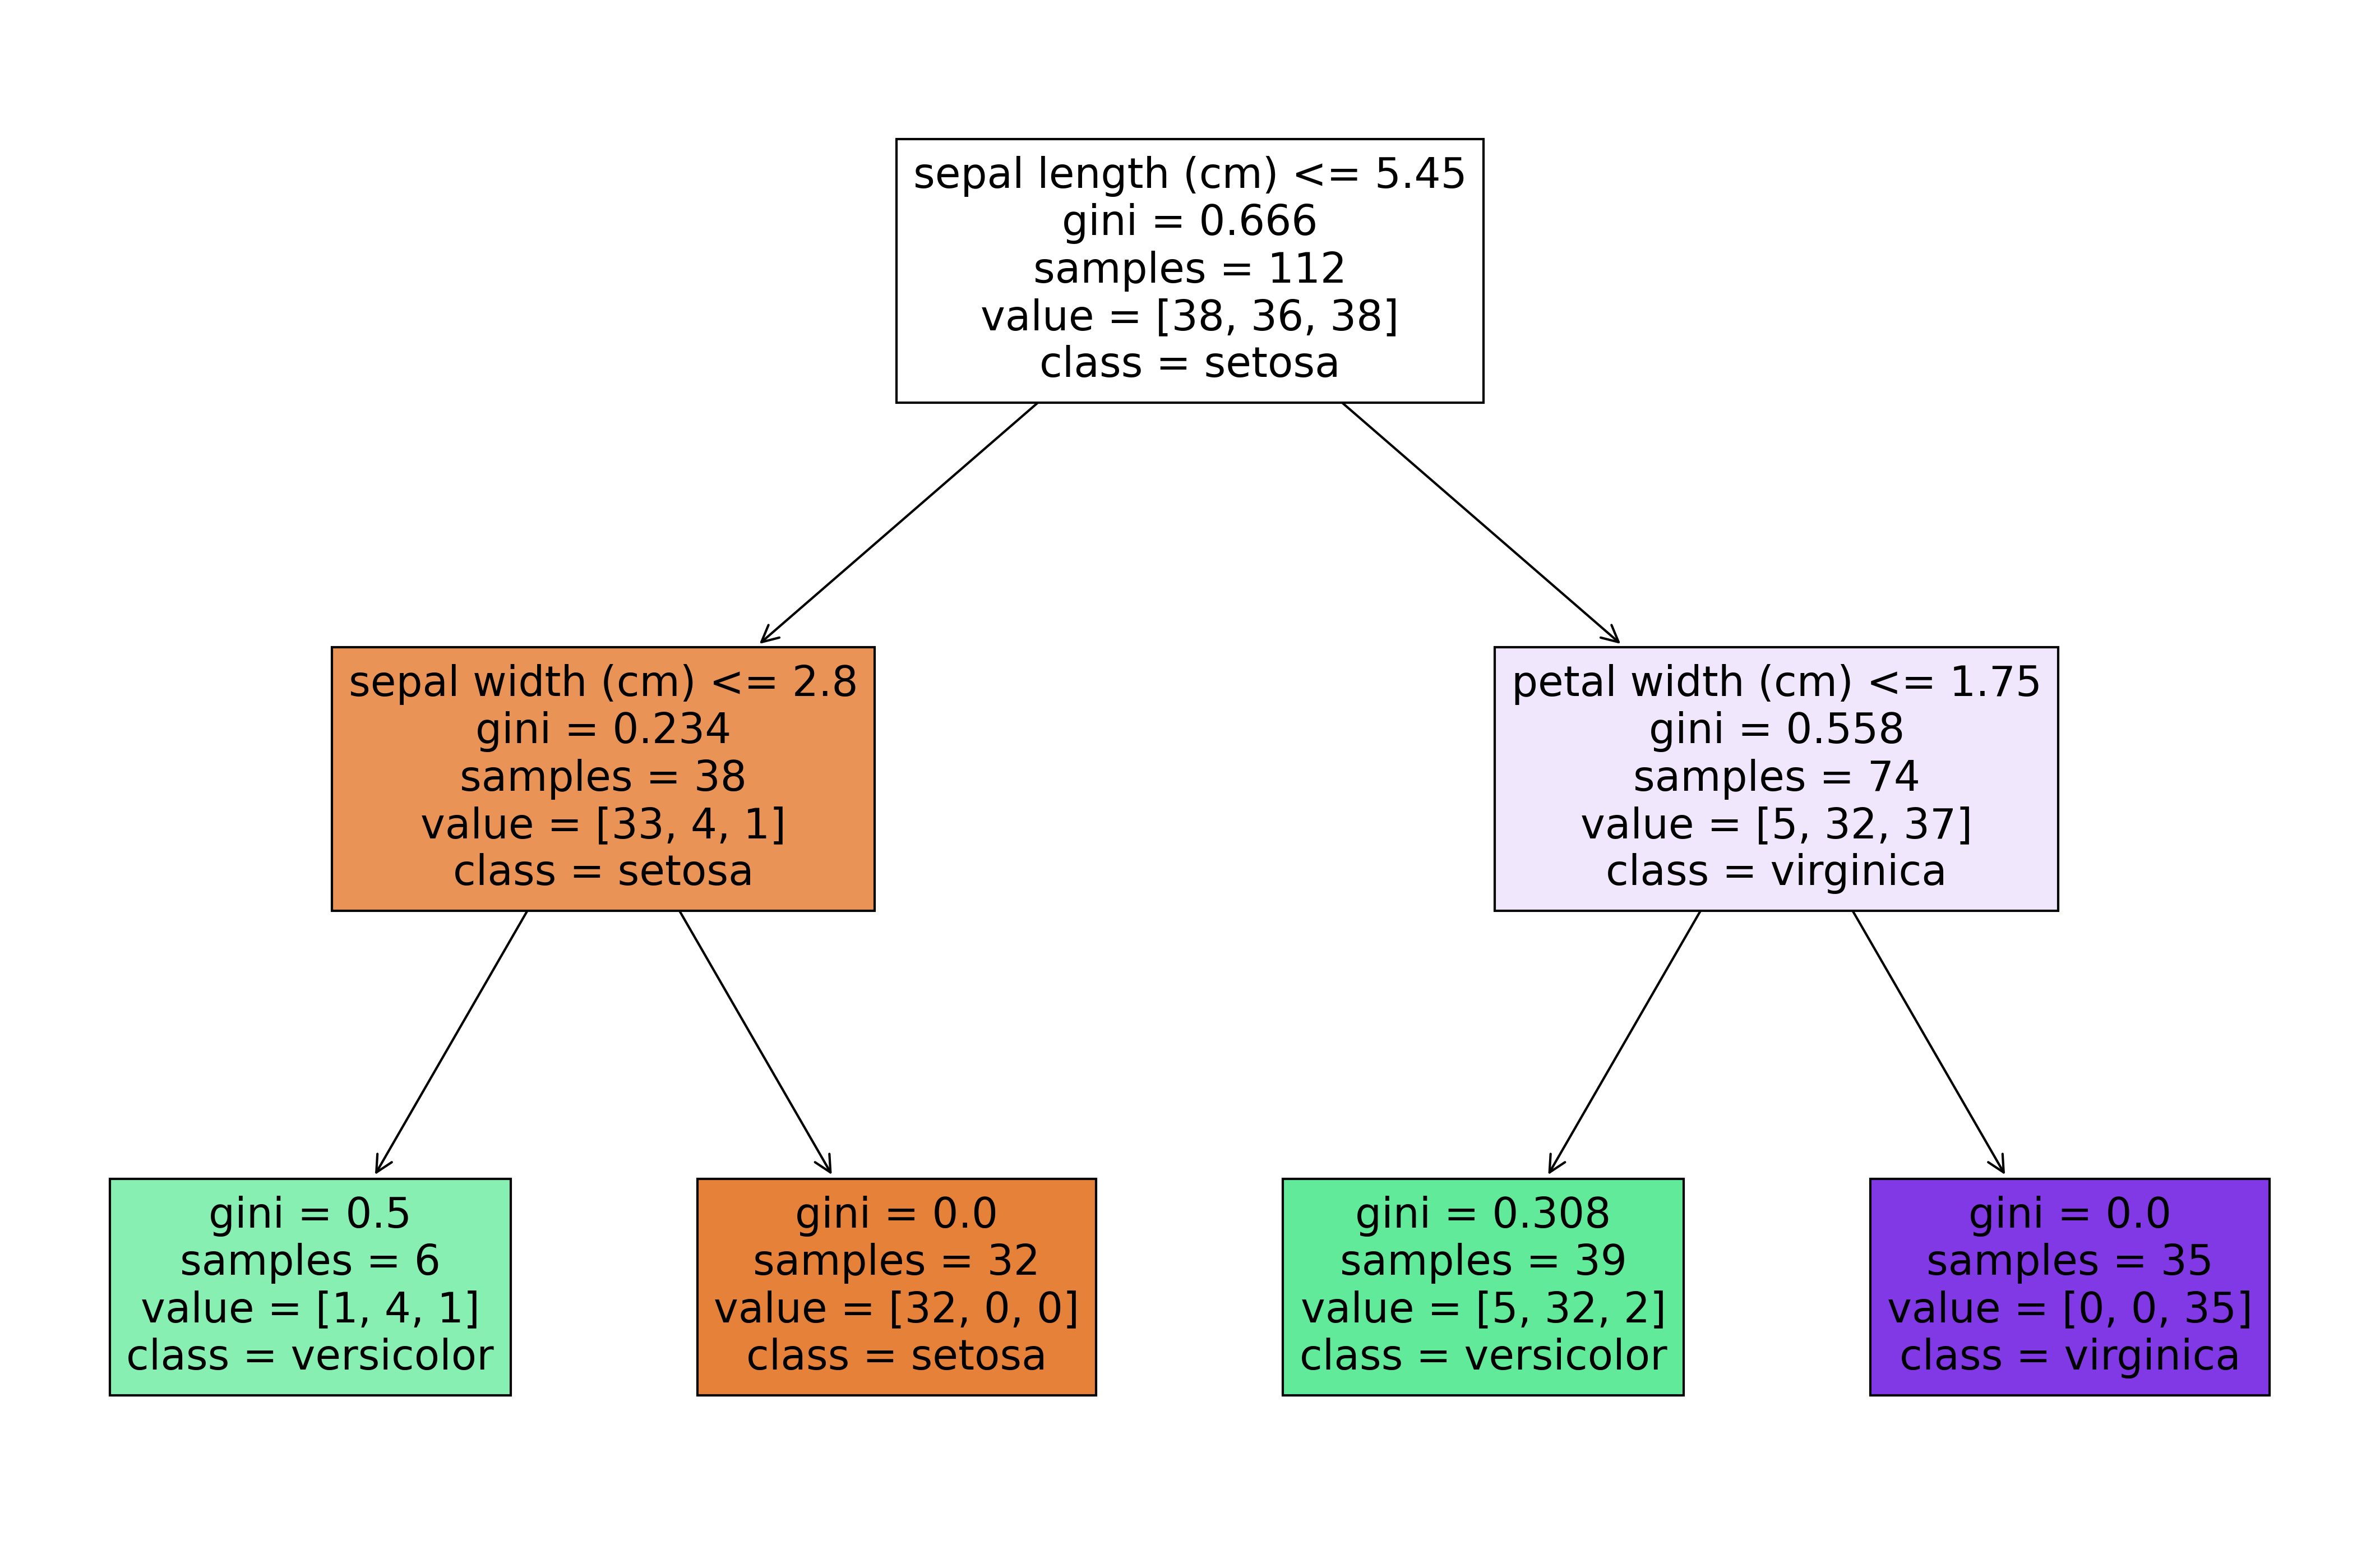 sepal length (cm) <= 5.45
gini = 0.666
samples = 112
value = [38, 36, 38]
class = setosa
sepal width (cm) <= 2.8
gini = 0.234
samples = 38
value = [33, 4, 1]
class = setosa
petal width (cm) <= 1.75
gini = 0.558
samples = 74
value = [5, 32, 37]
class = virginica
gini = 0.5
samples = 6
value = [1, 4, 1]
class = versicolor
gini = 0.0
samples = 32
value = [32, 0, 0]
class = setosa
gini = 0.308
samples = 39
value = [5, 32, 2]
class = versicolor
gini = 0.0
samples = 35
value = [0, 0, 35]
class = virginica